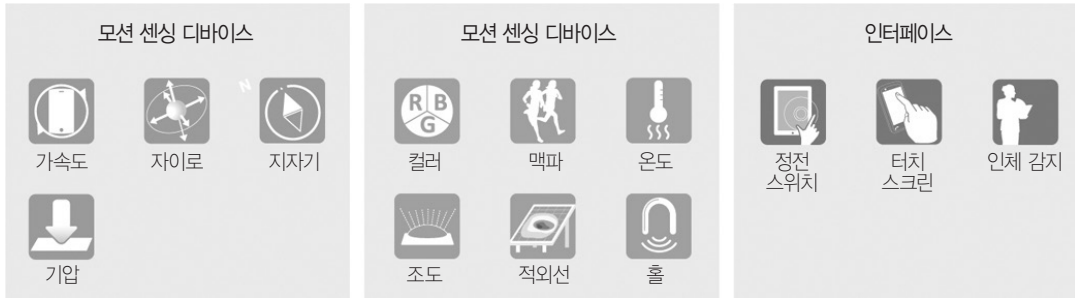 모션 센싱 디바이스
가속도
자이로
N
지자기
기압
모션 센싱 디바이스
R B
G
컬러
맥파
온도
조도
적외선
홀
인터페이스
정전
스위치
터치
스크린
인체 감지